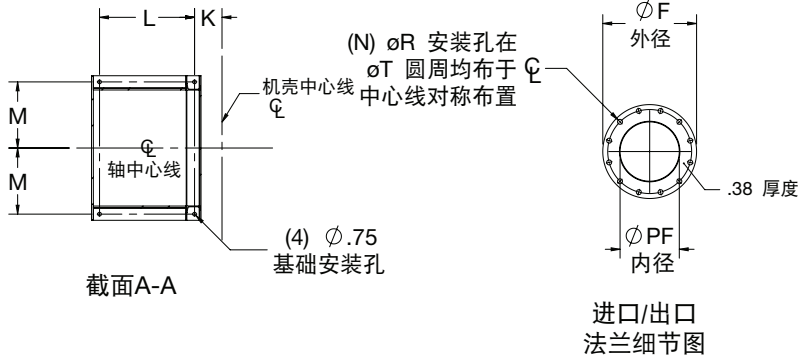 L
K
M
M
机壳中心线
℄
℄
轴中心线
(4) ∅.75
基础安装孔
截面A-A
∅F
外径
(N) øR 安装孔在
øT 圆周均布于 ℄
中心线对称布置
.38 厚度
∅PF
内径
进口/出口
法兰细节图